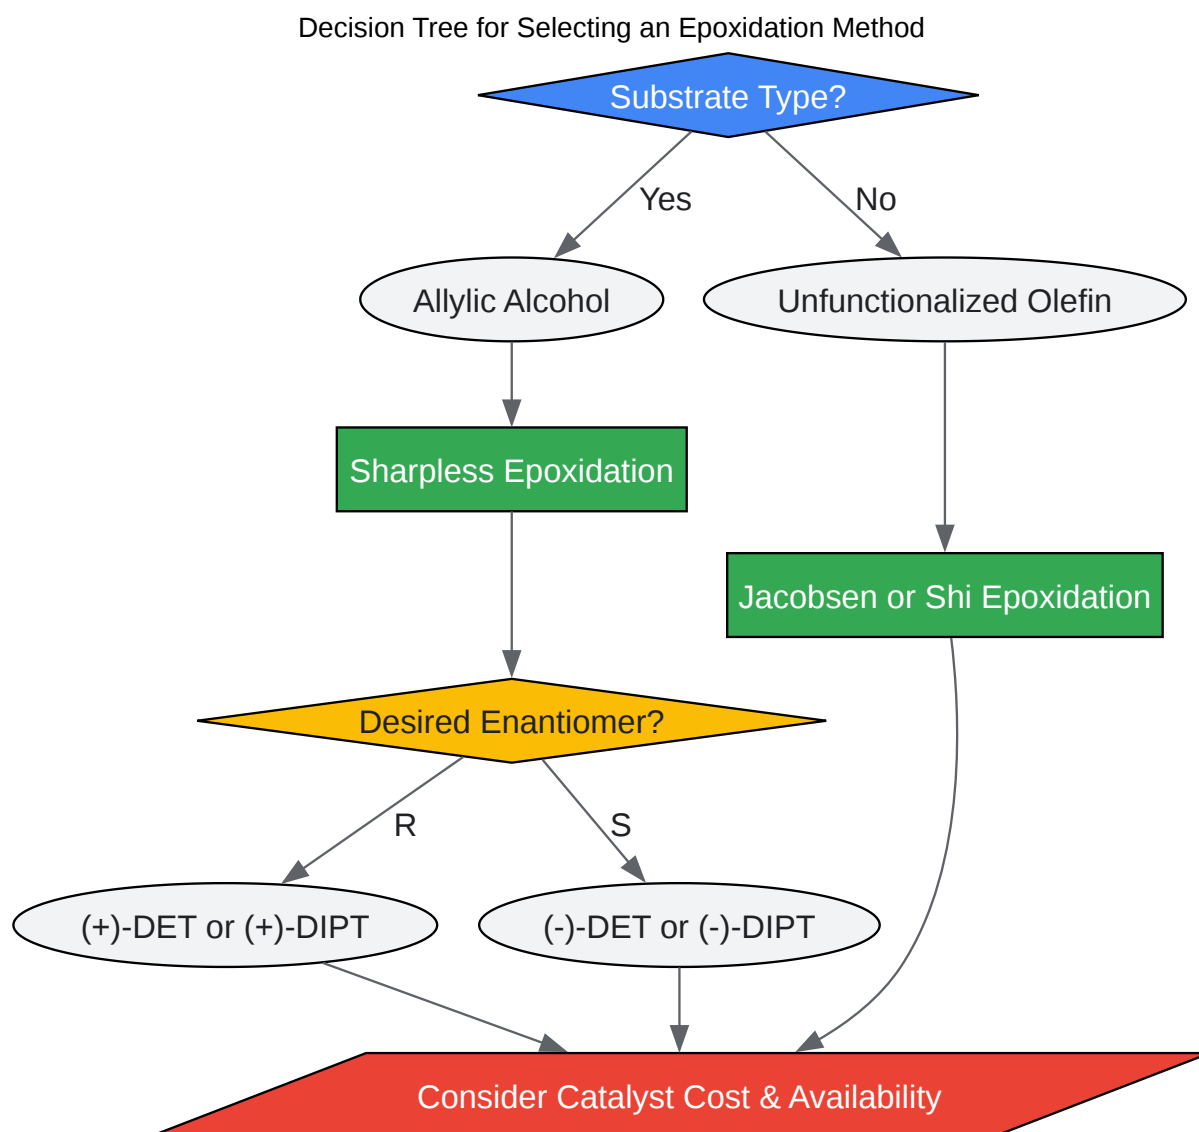 Decision Tree for Selecting an Epoxidation Method
Substrate Type?
Yes
No
Allylic Alcohol
Unfunctionalized Olefin
Sharpless Epoxidation
Jacobsen or Shi Epoxidation
Desired Enantiomer?
R
S
(+)-DET or (+)-DIPT
(-)-DET or (-)-DIPT
Consider Catalyst Cost & Availability